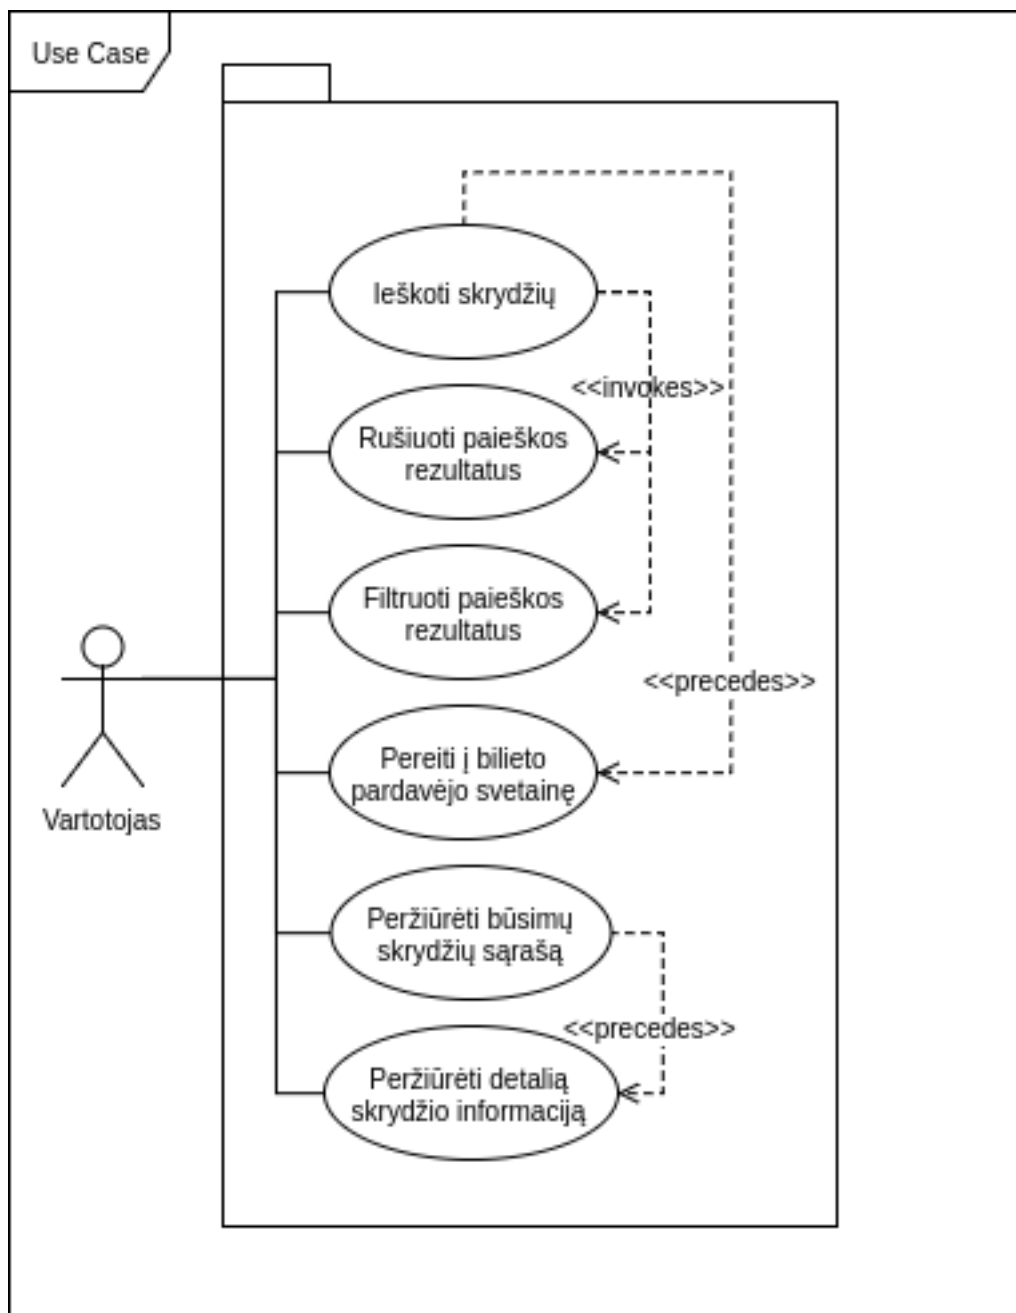 Use Case
Ieškoti skrydžių
<<invokes>>
Rušiuoti paieškos
rezultatus
Filtruoti paieškos
rezultatus
<<precedes>>
Pereiti į bilieto
pardavėjo svetainę
Vartotojas
Peržiūrėti būsimų
skrydžių sąrašą
<<precedes>>
Peržiūrėti detalią
skrydžio informaciją